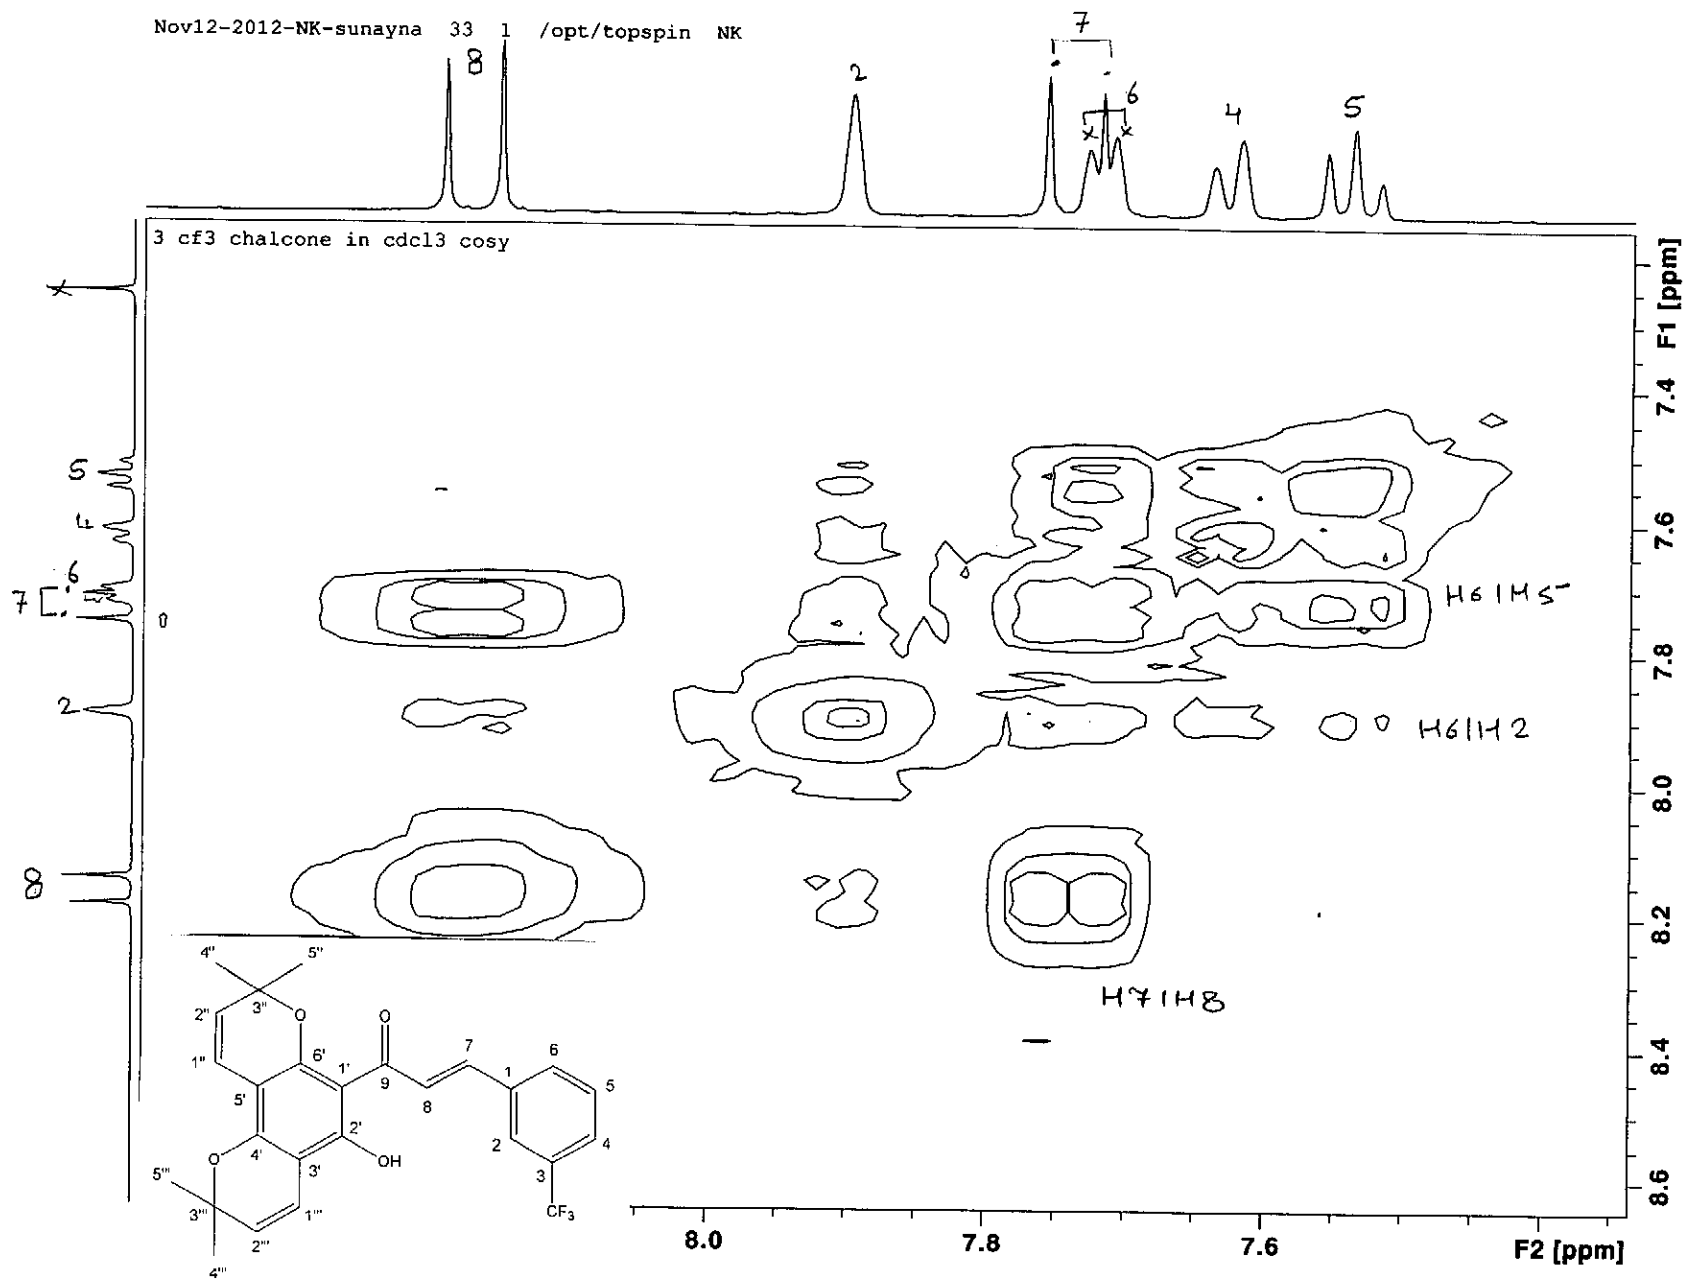 Nov12-2012-NK-sunayna 33 1 /opt/topspin NK
8
2
7
6
x x
4
5
3 cf3 chalcone in cdcl3 cosy
x
5
4
6
7
2
8
H6/H5
H6/H2
H7/H8
F1 [ppm]
7.4
7.6
7.8
8.0
8.2
8.4
8.6
8.0 7.8 7.6 F2 [ppm]
4" 5"
3"
2" O O
1" 6' 1' 9 7 6
5' 8 1 5
4' 2' 2 4
O 3' OH 3
5"' 3"' 1"' CF3
2"'
4"'